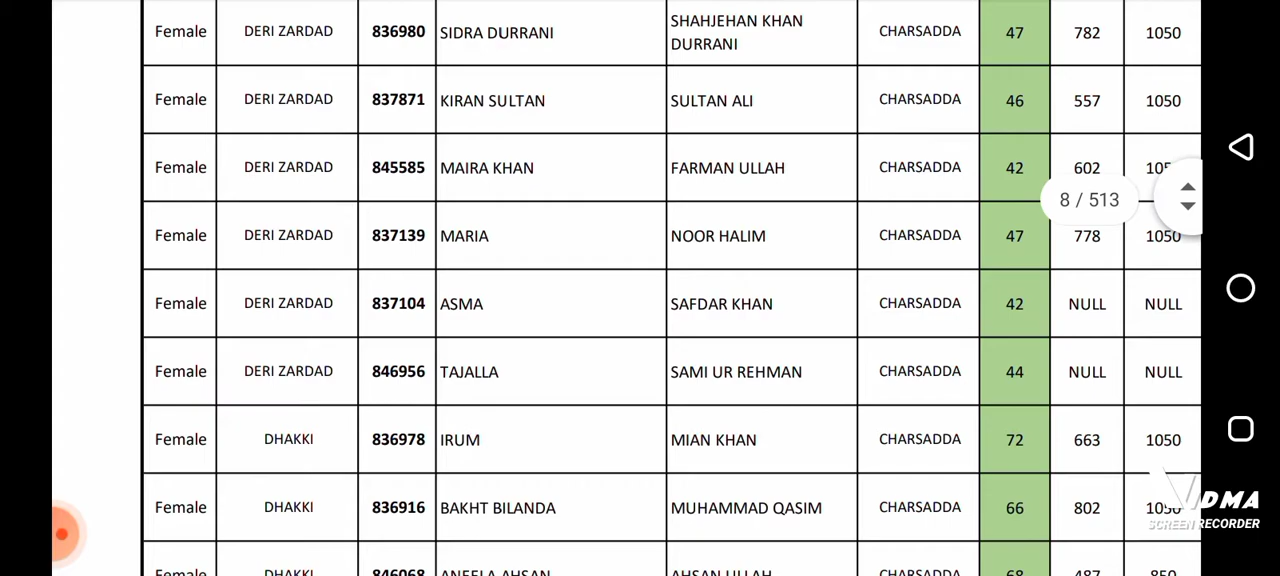 Female DERI ZARDAD 836980 SIDRA DURRANI SHAHJEHAN KHAN DURRANI CHARSADDA 47 782 1050
Female DERI ZARDAD 837871 KIRAN SULTAN SULTAN ALI CHARSADDA 46 557 1050
Female DERI ZARDAD 845585 MAIRA KHAN FARMAN ULLAH CHARSADDA 42 602
8 / 513
Female DERI ZARDAD 837139 MARIA NOOR HALIM CHARSADDA 47 778 1050
Female DERI ZARDAD 837104 ASMA SAFDAR KHAN CHARSADDA 42 NULL NULL
Female DERI ZARDAD 846956 TAJALLA SAMI UR REHMAN CHARSADDA 44 NULL NULL
Female DHAKKI 836978 IRUM MIAN KHAN CHARSADDA 72 663 1050
Female DHAKKI 836916 BAKHT BILANDA MUHAMMAD QASIM CHARSADDA 66 802 1050
VIDMA
SCREEN RECORDER
Female DHAKKI 846068 ANEELA AHSAN AHSAN ULLAH CHARSADDA 68 487 850